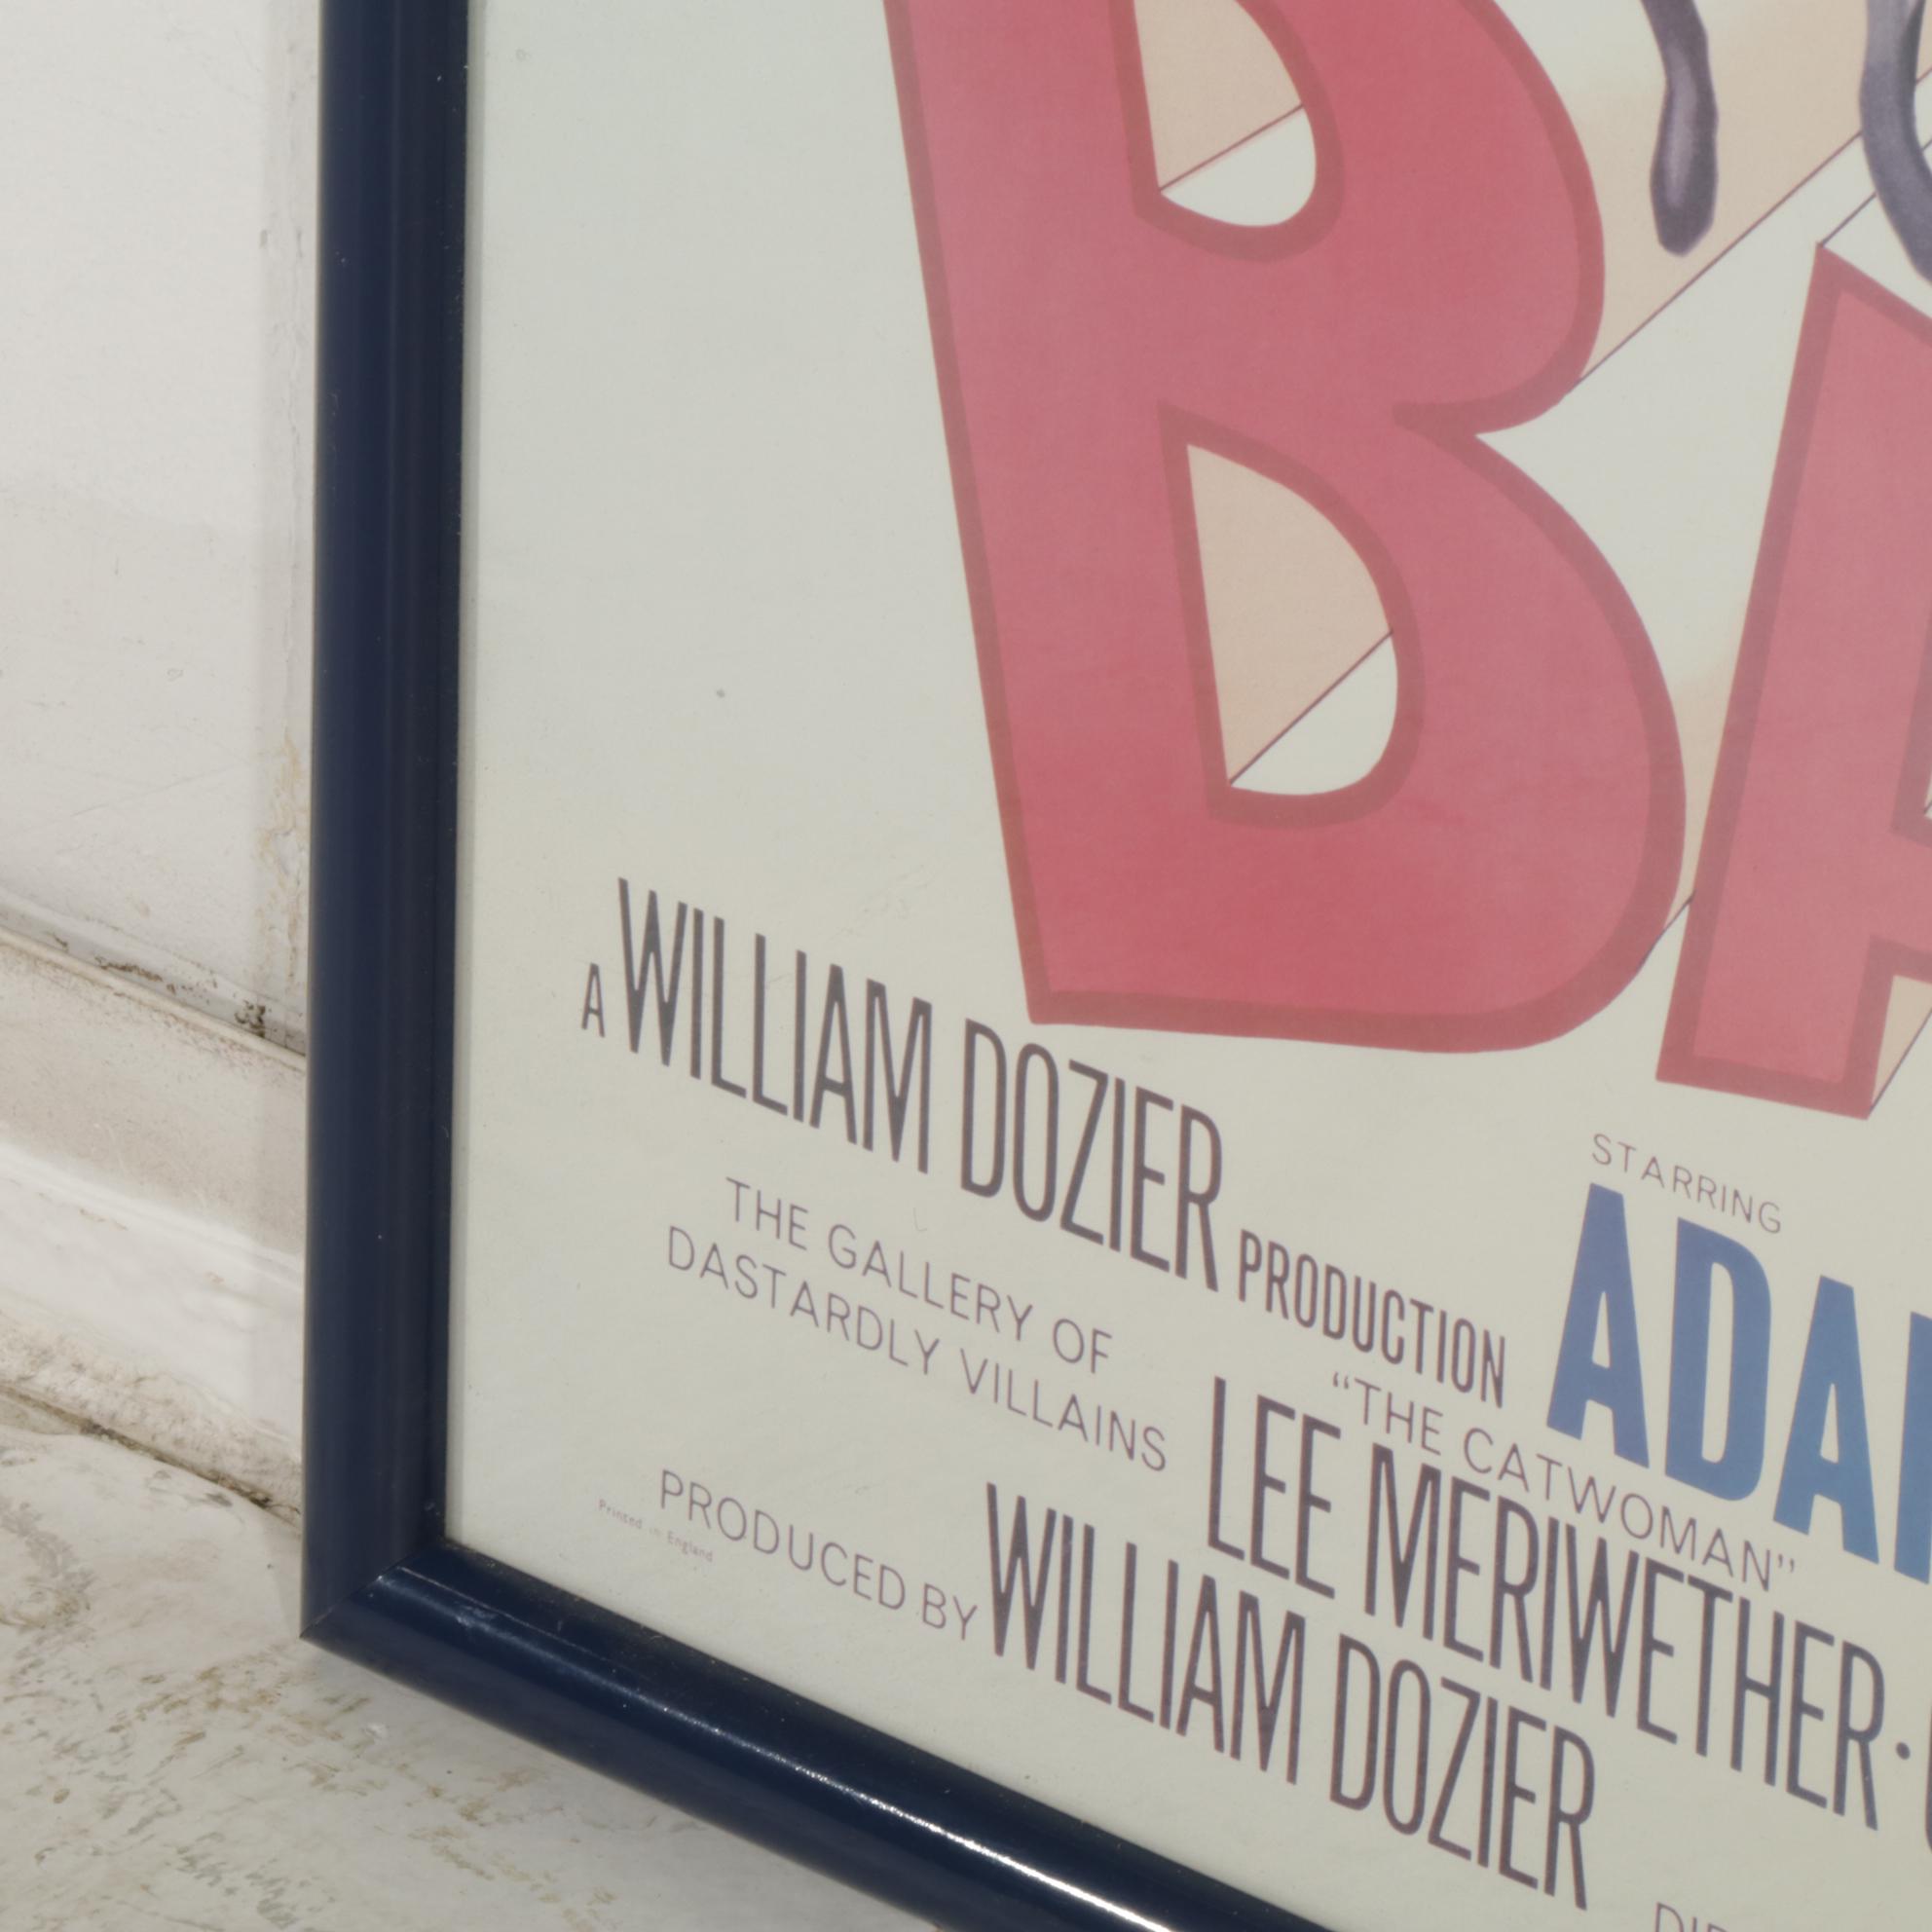 BA
A WILLIAM DOZIER PRODUCTION
STARRING
ADA
THE GALLERY OF
DASTARDLY VILLAINS
"THE CATWOMAN"
LEE MERIWETHER ·
PRODUCED BY WILLIAM DOZIER
Printed in England